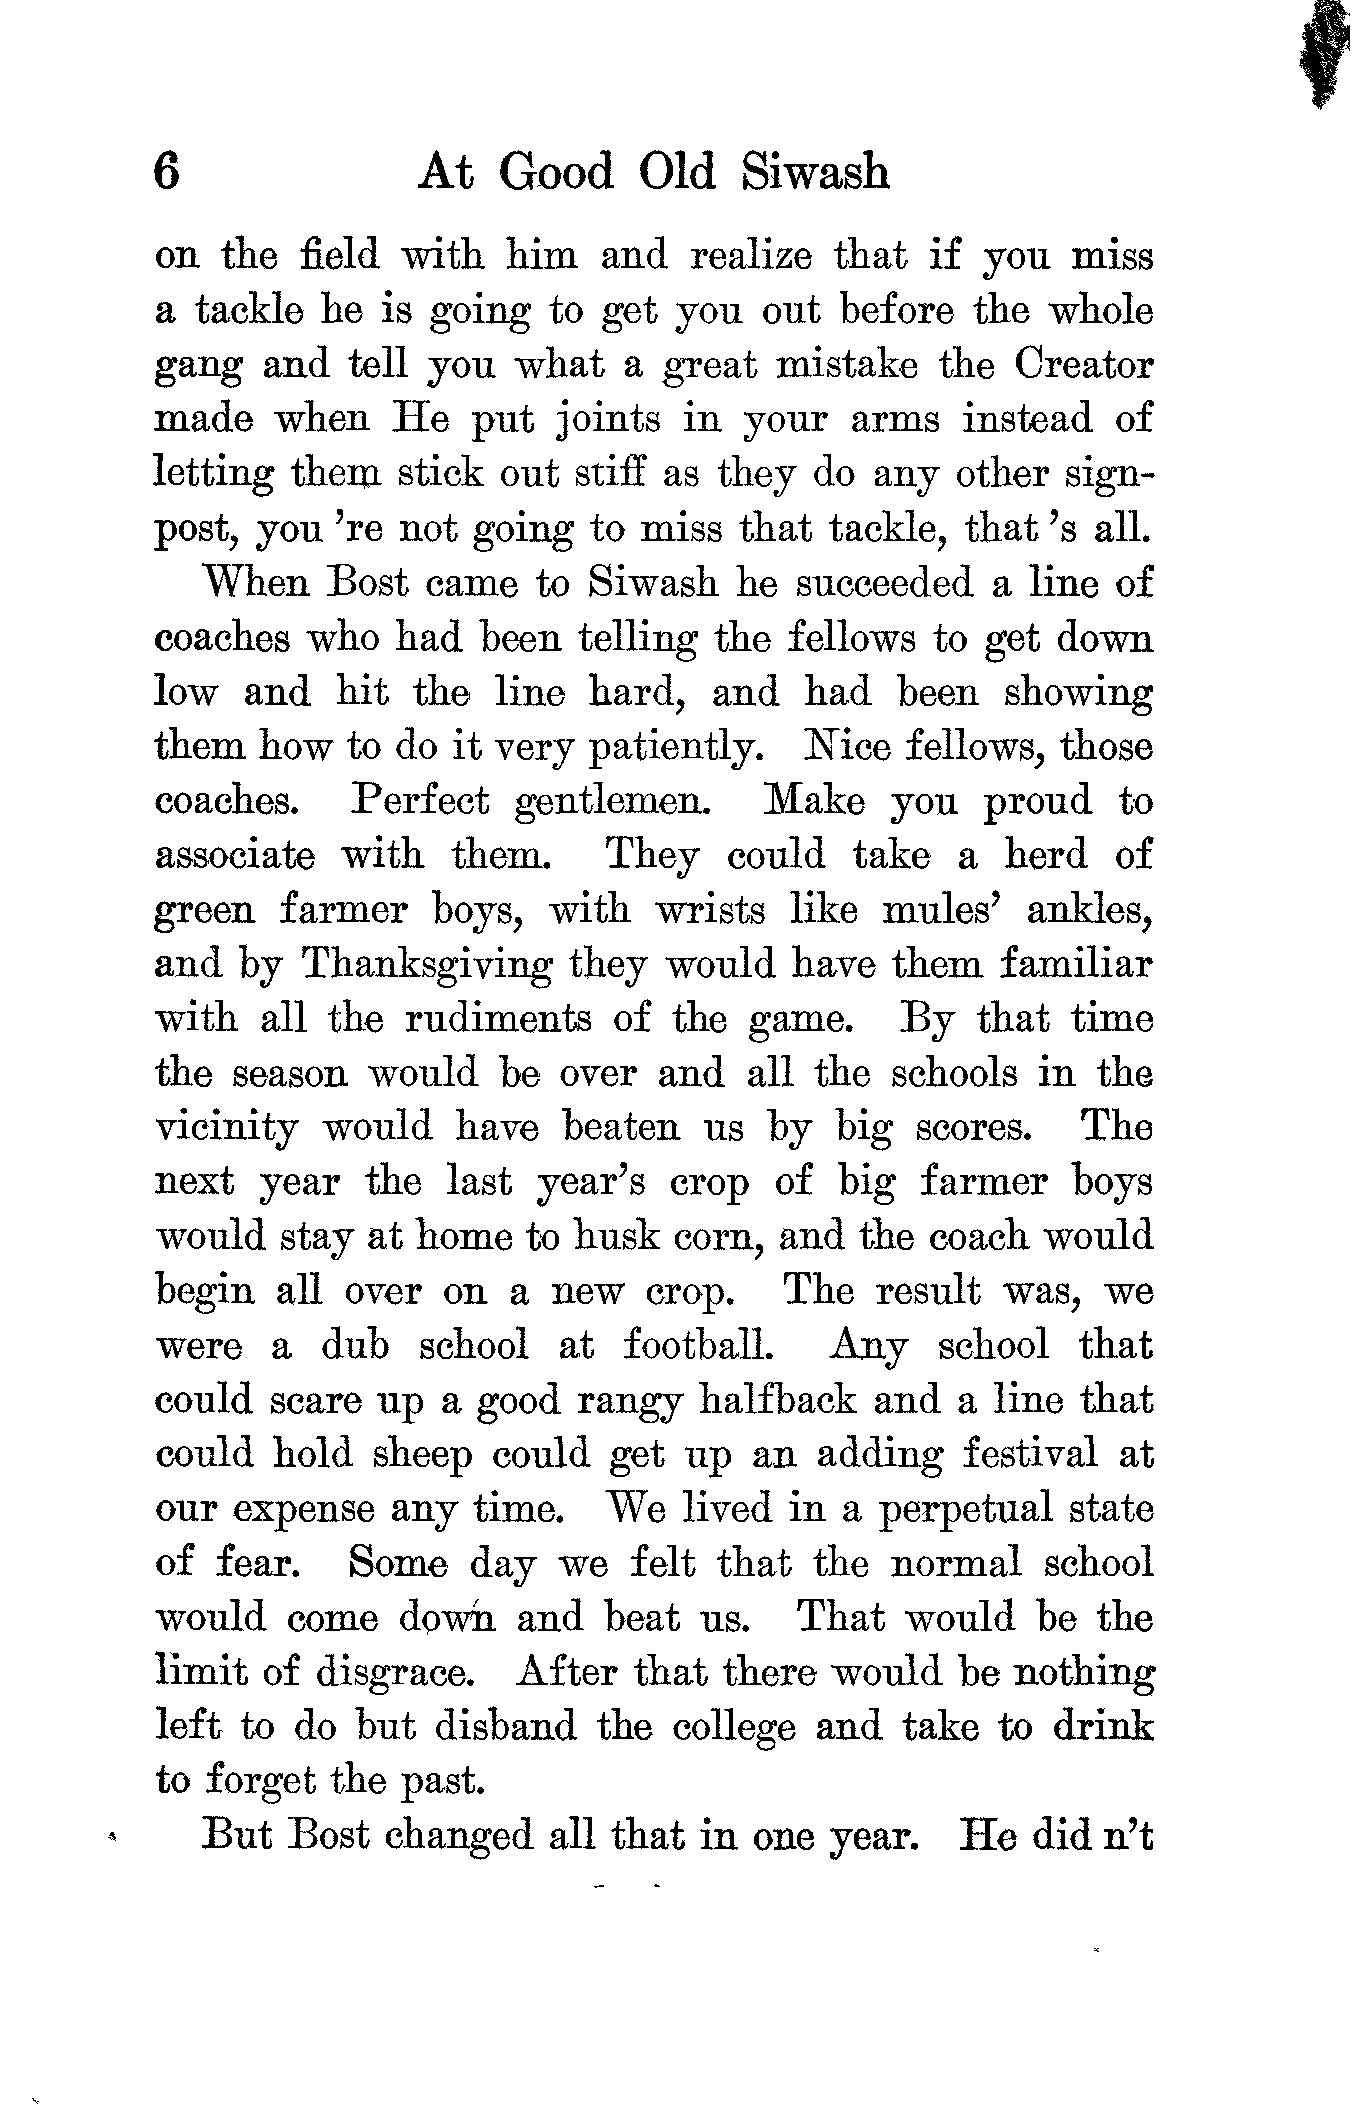 6 At Good Old Siwash
on the field with him and realize that if you miss
a tackle he is going to get you out before the whole
gang and tell you what a great mistake the Creator
made when He put joints in your arms instead of
letting them stick out stiff as they do any other sign-
post, you 're not going to miss that tackle, that 's all.
When Bost came to Siwash he succeeded a line of
coaches who had been telling the fellows to get down
low and hit the line hard, and had been showing
them how to do it very patiently. Nice fellows, those
coaches. Perfect gentlemen. Make you proud to
associate with them. They could take a herd of
green farmer boys, with wrists like mules' ankles,
and by Thanksgiving they would have them familiar
with all the rudiments of the game. By that time
the season would be over and all the schools in the
vicinity would have beaten us by big scores. The
next year the last year's crop of big farmer boys
would stay at home to husk corn, and the coach would
begin all over on a new crop. The result was, we
were a dub school at football. Any school that
could scare up a good rangy halfback and a line that
could hold sheep could get up an adding festival at
our expense any time. We lived in a perpetual state
of fear. Some day we felt that the normal school
would come down and beat us. That would be the
limit of disgrace. After that there would be nothing
left to do but disband the college and take to drink
to forget the past.
But Bost changed all that in one year. He did n't